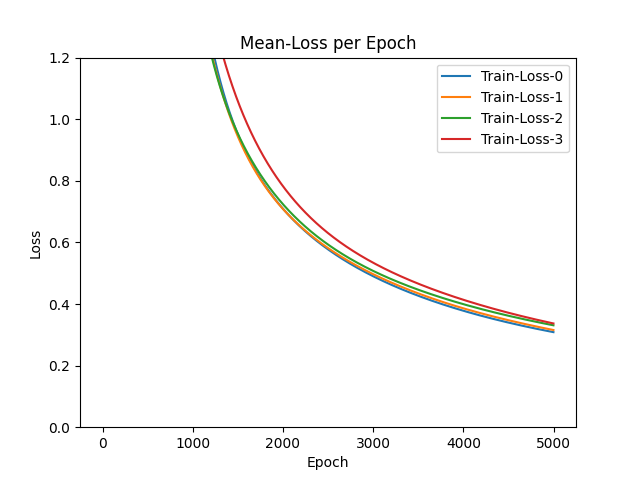 Mean-Loss per Epoch
1.2
1.0
0.8
0.6
0.4
0.2
0.0
Loss
Train-Loss-0
Train-Loss-1
Train-Loss-2
Train-Loss-3
0 1000 2000 3000 4000 5000
Epoch